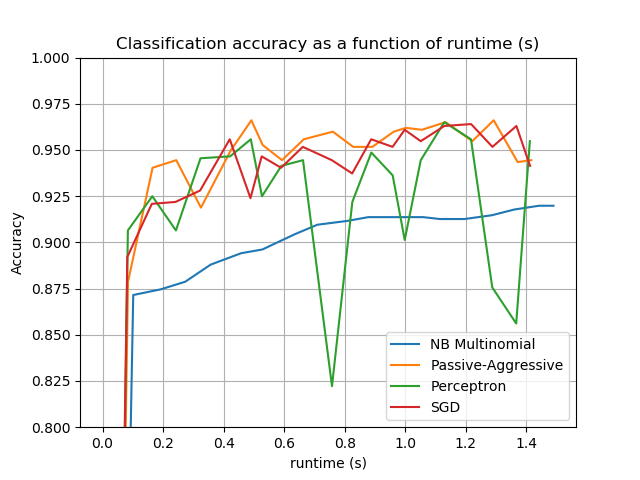 Classification accuracy as a function of runtime (s)
1.000
0.975
0.950
0.925
0.900
0.875
0.850
0.825
0.800
Accuracy
NB Multinomial
Passive-Aggressive
Perceptron
SGD
0.0 0.2 0.4 0.6 0.8 1.0 1.2 1.4
runtime (s)